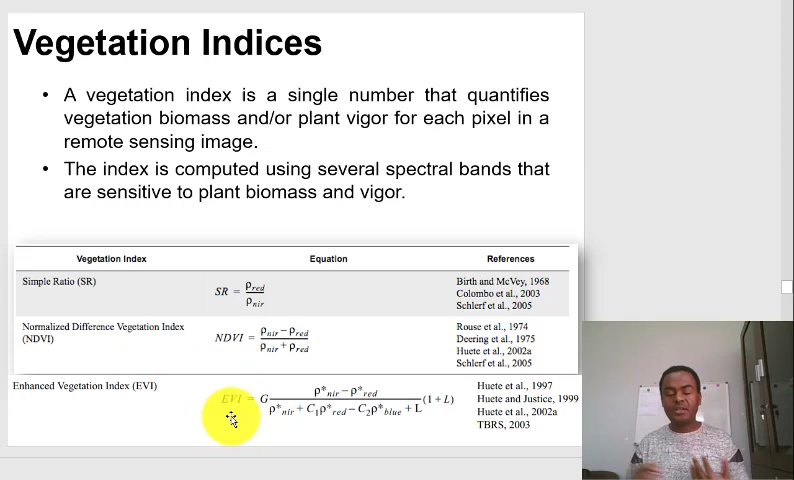 Vegetation Indices
• A vegetation index is a single number that quantifies
vegetation biomass and/or plant vigor for each pixel in a
remote sensing image.
• The index is computed using several spectral bands that
are sensitive to plant biomass and vigor.
Vegetation Index Equation References
Simple Ratio (SR) SR = ρred / ρnir Birth and McVey, 1968
Colombo et al., 2003
Schlerf et al., 2005
Normalized Difference Vegetation Index
(NDVI) NDVI = ρnir − ρred / ρnir + ρred Rouse et al., 1974
Deering et al., 1975
Huete et al., 2002a
Schlerf et al., 2005
Enhanced Vegetation Index (EVI) EVI = G ρ*nir − ρ*red / ρ*nir + C1ρ*red − C2ρ*blue + L (1 + L) Huete et al., 1997
Huete and Justice, 1999
Huete et al., 2002a
TBRS, 2003